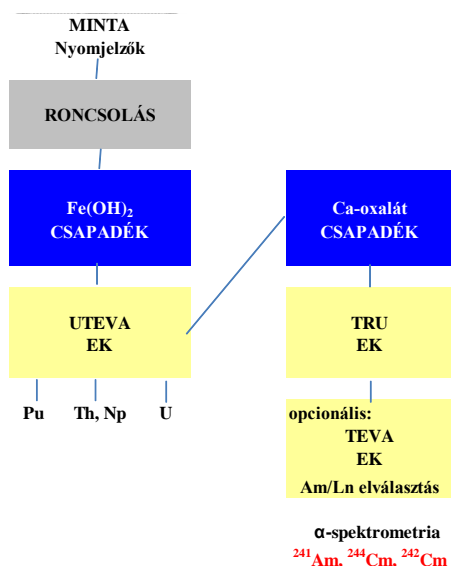 MINTA
Nyomjelzők
RONCSOLÁS
Fe(OH)₂
CSAPADÉK
UTEVA
EK
Pu
Th, Np
U
Ca-oxalát
CSAPADÉK
TRU
EK
opcionális:
TEVA
EK
Am/Ln elválasztás
α-spektrometria
²⁴¹Am, ²⁴⁴Cm, ²⁴²Cm